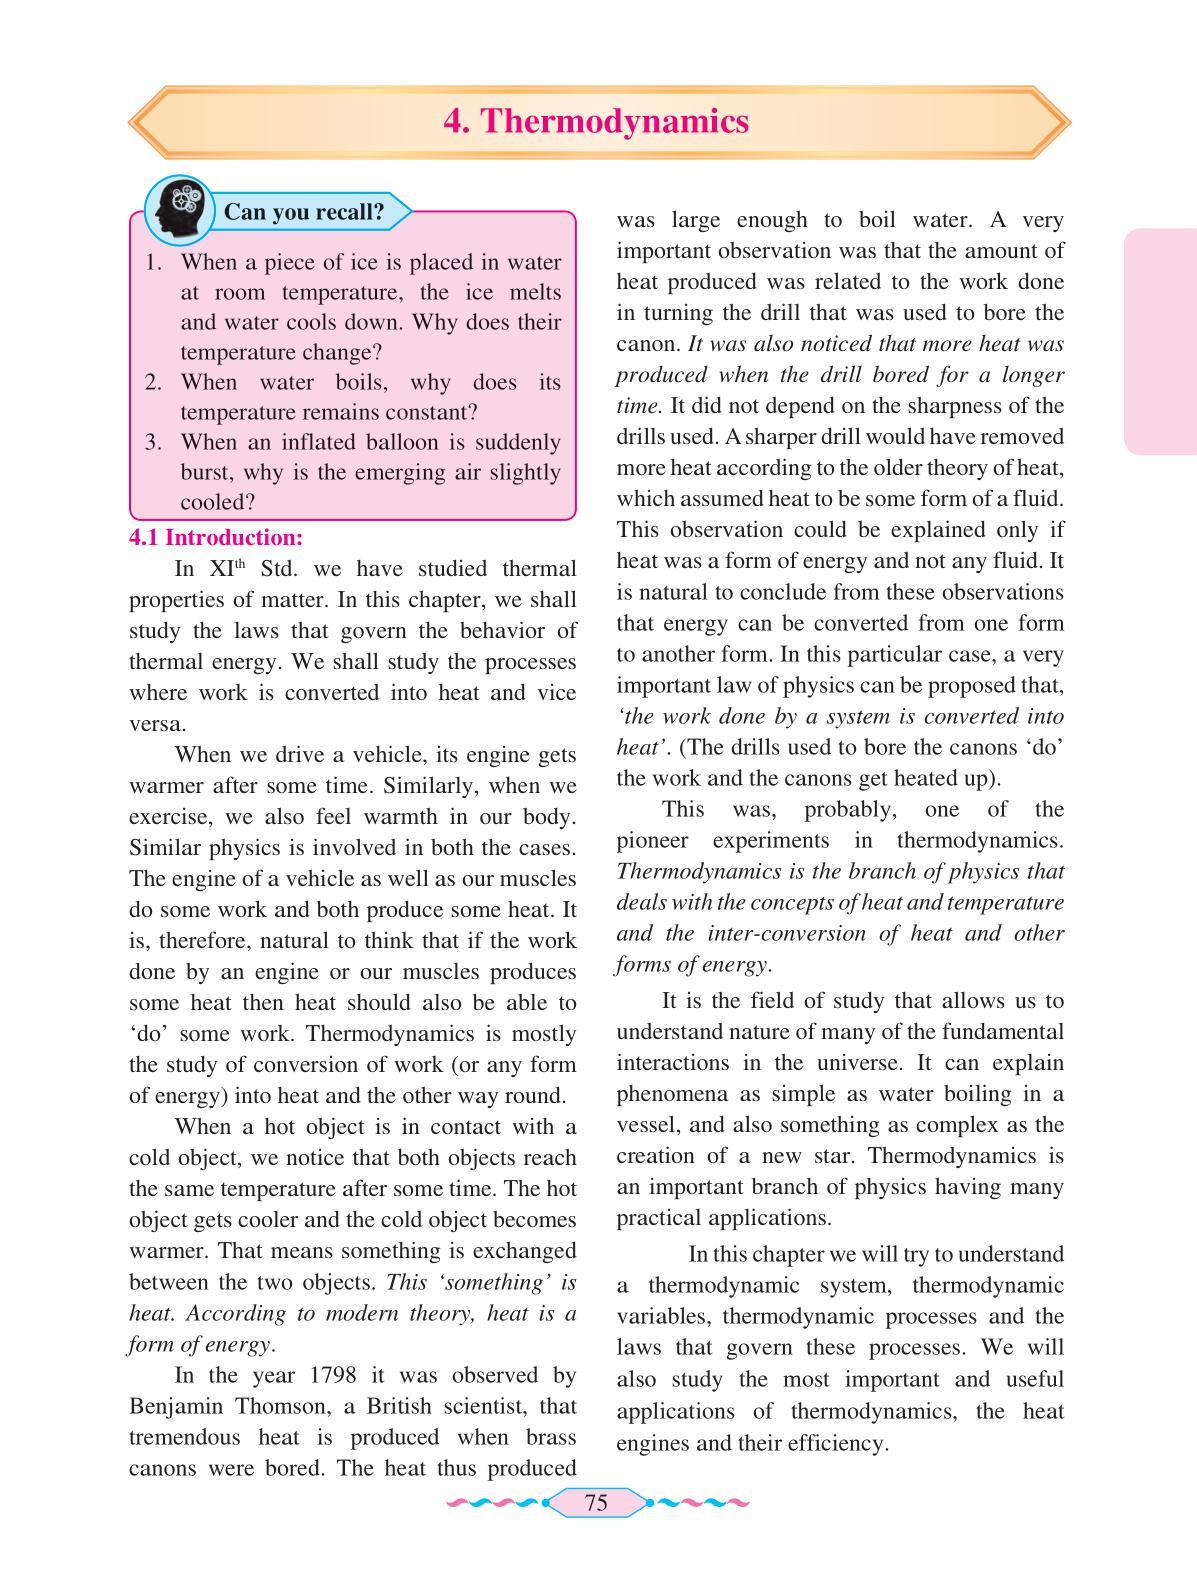 4. Thermodynamics
Can you recall?
1. When a piece of ice is placed in water
at room temperature, the ice melts
and water cools down. Why does their
temperature change?
2. When water boils, why does its
temperature remains constant?
3. When an inflated balloon is suddenly
burst, why is the emerging air slightly
cooled?
4.1 Introduction:
In XIth Std. we have studied thermal
properties of matter. In this chapter, we shall
study the laws that govern the behavior of
thermal energy. We shall study the processes
where work is converted into heat and vice
versa.
When we drive a vehicle, its engine gets
warmer after some time. Similarly, when we
exercise, we also feel warmth in our body.
Similar physics is involved in both the cases.
The engine of a vehicle as well as our muscles
do some work and both produce some heat. It
is, therefore, natural to think that if the work
done by an engine or our muscles produces
some heat then heat should also be able to
‘do’ some work. Thermodynamics is mostly
the study of conversion of work (or any form
of energy) into heat and the other way round.
When a hot object is in contact with a
cold object, we notice that both objects reach
the same temperature after some time. The hot
object gets cooler and the cold object becomes
warmer. That means something is exchanged
between the two objects. This ‘something’ is
heat. According to modern theory, heat is a
form of energy.
In the year 1798 it was observed by
Benjamin Thomson, a British scientist, that
tremendous heat is produced when brass
canons were bored. The heat thus produced
was large enough to boil water. A very
important observation was that the amount of
heat produced was related to the work done
in turning the drill that was used to bore the
canon. It was also noticed that more heat was
produced when the drill bored for a longer
time. It did not depend on the sharpness of the
drills used. A sharper drill would have removed
more heat according to the older theory of heat,
which assumed heat to be some form of a fluid.
This observation could be explained only if
heat was a form of energy and not any fluid. It
is natural to conclude from these observations
that energy can be converted from one form
to another form. In this particular case, a very
important law of physics can be proposed that,
‘the work done by a system is converted into
heat’. (The drills used to bore the canons ‘do’
the work and the canons get heated up).
This was, probably, one of the
pioneer experiments in thermodynamics.
Thermodynamics is the branch of physics that
deals with the concepts of heat and temperature
and the inter-conversion of heat and other
forms of energy.
It is the field of study that allows us to
understand nature of many of the fundamental
interactions in the universe. It can explain
phenomena as simple as water boiling in a
vessel, and also something as complex as the
creation of a new star. Thermodynamics is
an important branch of physics having many
practical applications.
In this chapter we will try to understand
a thermodynamic system, thermodynamic
variables, thermodynamic processes and the
laws that govern these processes. We will
also study the most important and useful
applications of thermodynamics, the heat
engines and their efficiency.
75